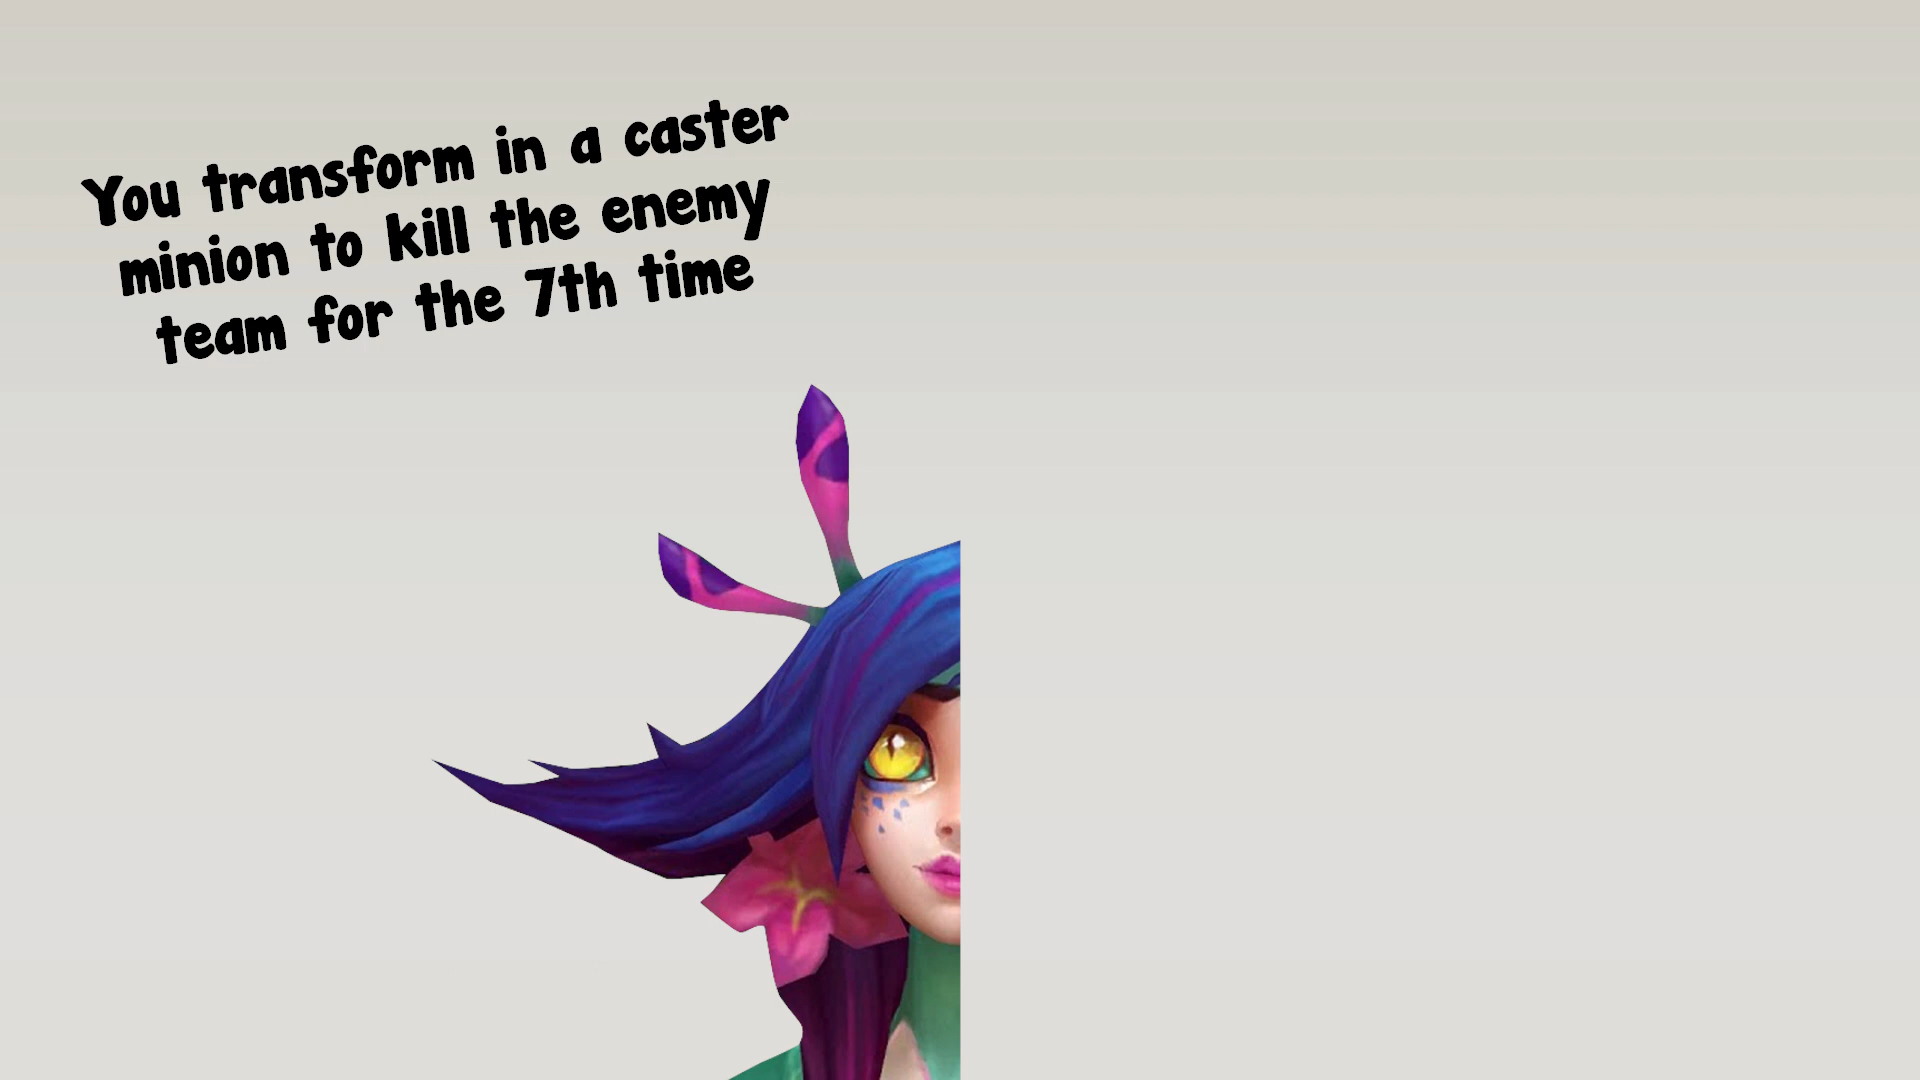 You transform in a caster
minion to kill the enemy
team for the 7th time